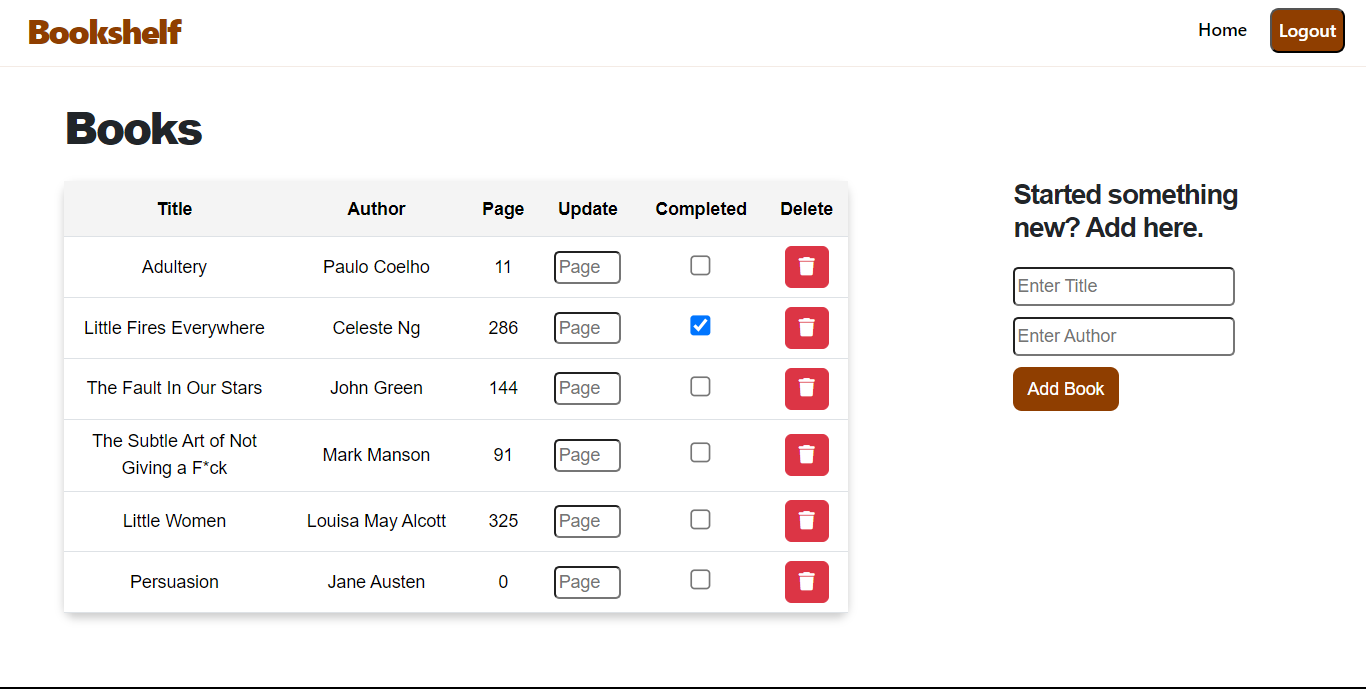 Bookshelf
Home
Logout
Books
Title Author Page Update Completed Delete
Adultery Paulo Coelho 11 Page
Little Fires Everywhere Celeste Ng 286 Page
The Fault In Our Stars John Green 144 Page
The Subtle Art of Not
Giving a F*ck Mark Manson 91 Page
Little Women Louisa May Alcott 325 Page
Persuasion Jane Austen 0 Page
Started something
new? Add here.
Enter Title
Enter Author
Add Book